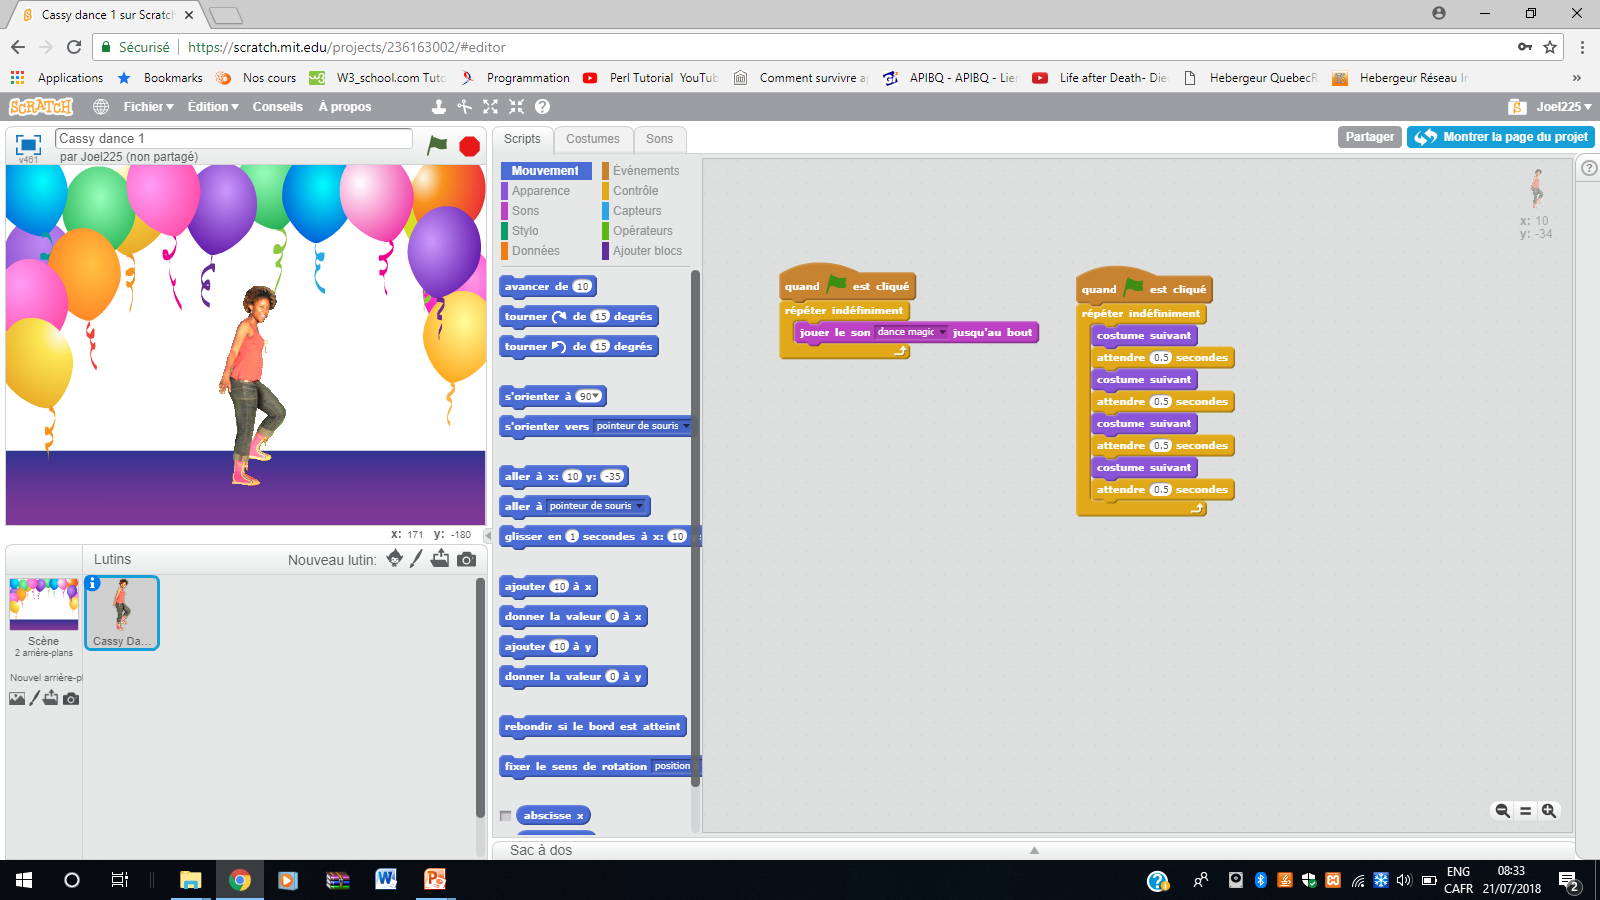 Cassy dance 1 sur Scratch
Sécurisé
https://scratch.mit.edu/projects/236163002/#editor
Applications
Bookmarks
Nos cours
W3_school.com Tuto
Programmation
Perl Tutorial YouTub
Comment survivre a
APIBQ - APIBQ - Lien
Life after Death- Die
Hebergeur QuebecR
Hebergeur Réseau In
SCRATCH
Fichier
Édition
Conseils
À propos
Joel225
v461
Cassy dance 1
par Joel225 (non partagé)
Scripts
Costumes
Sons
Partager
Montrer la page du projet
Mouvement
Événements
Apparence
Contrôle
Sons
Capteurs
Stylo
Opérateurs
Données
Ajouter blocs
avancer de 10
tourner de 15 degrés
tourner de 15 degrés
s'orienter à 90
s'orienter vers pointeur de souris
aller à x: 10 y: -35
aller à pointeur de souris
glisser en 1 secondes à x: 10
ajouter 10 à x
donner la valeur 0 à x
ajouter 10 à y
donner la valeur 0 à y
rebondir si le bord est atteint
fixer le sens de rotation position
abscisse x
quand est cliqué
répéter indéfiniment
jouer le son dance magic jusqu'au bout
quand est cliqué
répéter indéfiniment
costume suivant
attendre 0.5 secondes
costume suivant
attendre 0.5 secondes
costume suivant
attendre 0.5 secondes
costume suivant
attendre 0.5 secondes
x: 10
y: -34
x: 171 y: -180
Lutins
Nouveau lutin:
Scène
2 arrière-plans
Nouvel arrière-pl
Cassy Da...
Sac à dos
ENG
CAFR
08:33
21/07/2018
2